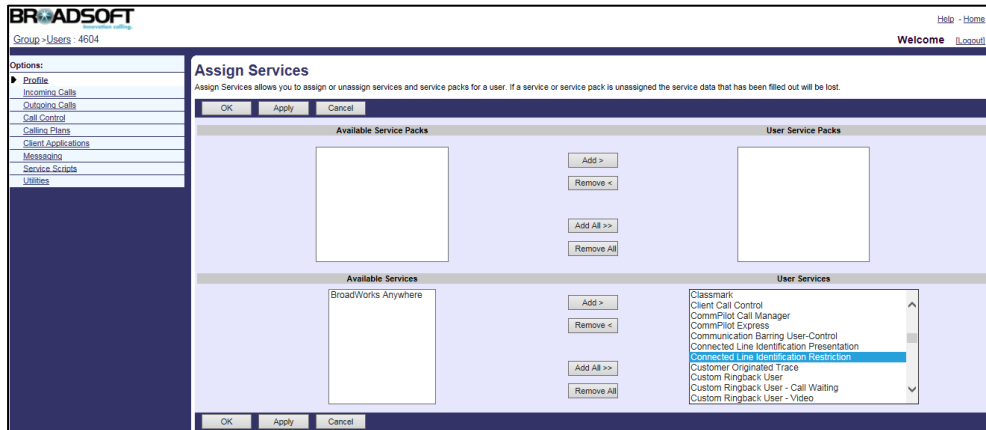 BROADSOFT
innovation calling.
Help - Home
Group >Users : 4604
Welcome [Logout]
Options:
Profile
Incoming Calls
Outgoing Calls
Call Control
Calling Plans
Client Applications
Messaging
Service Scripts
Utilities
Assign Services
Assign Services allows you to assign or unassign services and service packs for a user. If a service or service pack is unassigned the service data that has been filled out will be lost.
OK Apply Cancel
Available Service Packs User Service Packs
Add >
Remove <
Add All >>
Remove All
Available Services User Services
BroadWorks Anywhere
Add >
Remove <
Add All >>
Remove All
Classmark
Client Call Control
CommPilot Call Manager
CommPilot Express
Communication Barring User-Control
Connected Line Identification Presentation
Connected Line Identification Restriction
Customer Originated Trace
Custom Ringback User
Custom Ringback User - Call Waiting
Custom Ringback User - Video
OK Apply Cancel